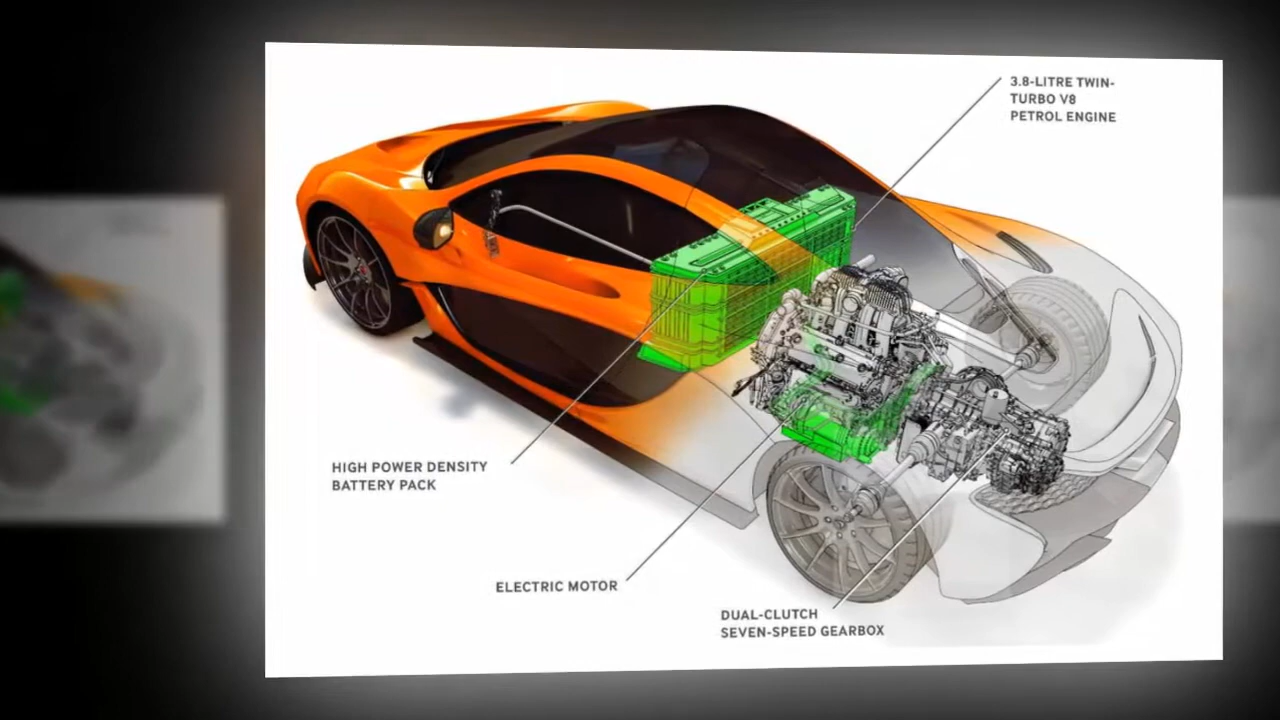 3.8-LITRE TWIN-
TURBO V8
PETROL ENGINE
HIGH POWER DENSITY
BATTERY PACK
ELECTRIC MOTOR
DUAL-CLUTCH
SEVEN-SPEED GEARBOX